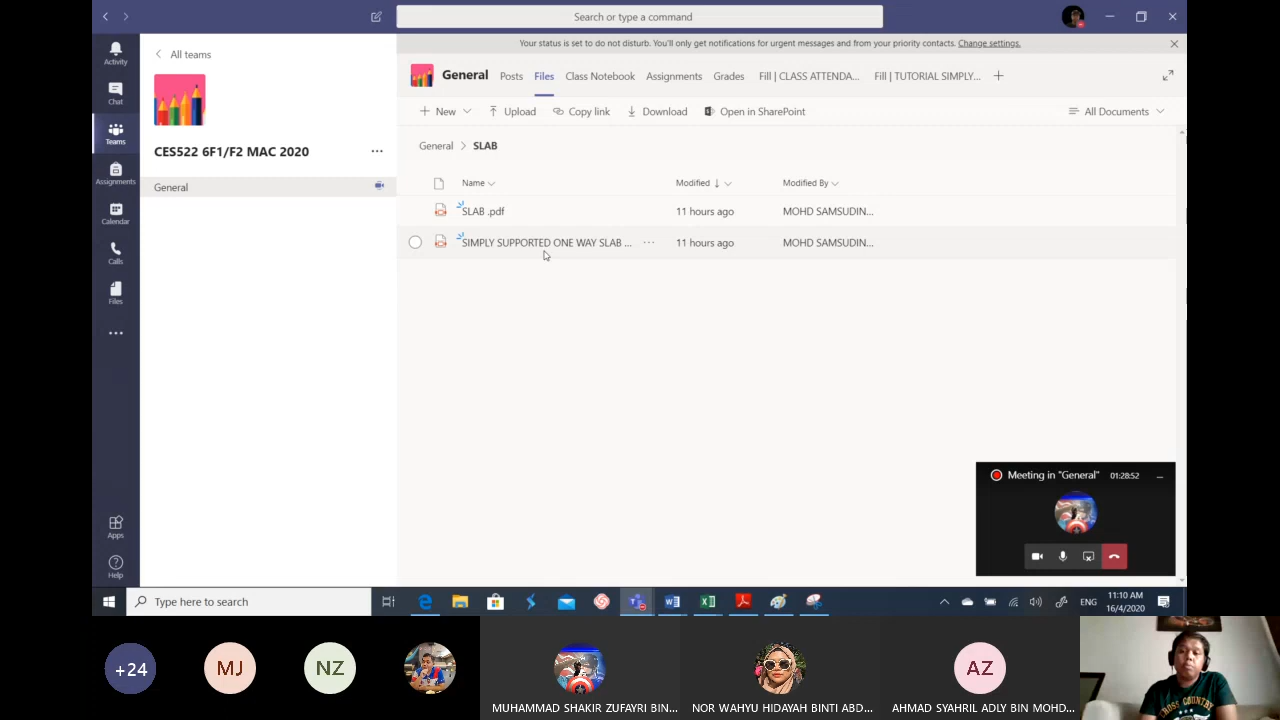 Search or type a command
Your status is set to do not disturb. You'll only get notifications for urgent messages and from your priority contacts. Change settings.
Activity
Chat
Teams
Assignments
Calendar
Calls
Files
Apps
Help
All teams
CES522 6F1/F2 MAC 2020
General
General Posts Files Class Notebook Assignments Grades Fill | CLASS ATTENDA... Fill | TUTORIAL SIMPLY...
New Upload Copy link Download Open in SharePoint All Documents
General > SLAB
Name Modified Modified By
SLAB .pdf 11 hours ago MOHD SAMSUDIN...
SIMPLY SUPPORTED ONE WAY SLAB ... 11 hours ago MOHD SAMSUDIN...
Meeting in "General" 01:28:52
Type here to search
ENG
11:10 AM
16/4/2020
+24
MJ
NZ
AZ
MUHAMMAD SHAKIR ZUFAYRI BIN...
NOR WAHYU HIDAYAH BINTI ABD...
AHMAD SYAHRIL ADLY BIN MOHD...